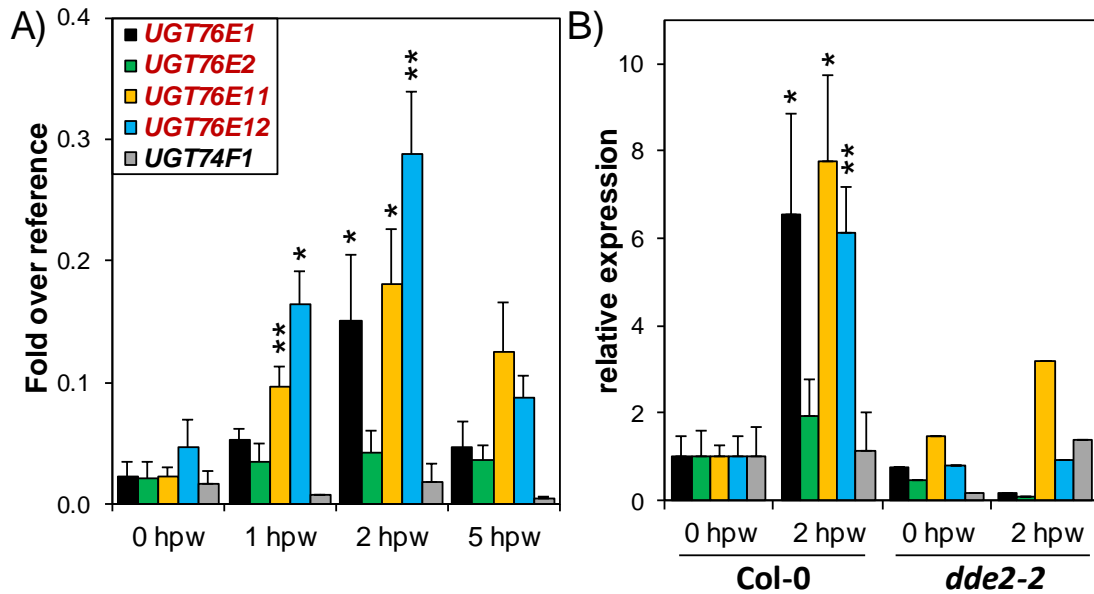 A)
Fold over reference
0.4
0.3
0.2
0.1
0.0
UGT76E1
UGT76E2
UGT76E11
UGT76E12
UGT74F1
**
*
*
*
**
0 hpw
1 hpw
2 hpw
5 hpw
B)
relative expression
10
8
6
4
2
0
*
*
**
0 hpw
2 hpw
0 hpw
2 hpw
Col-0
dde2-2